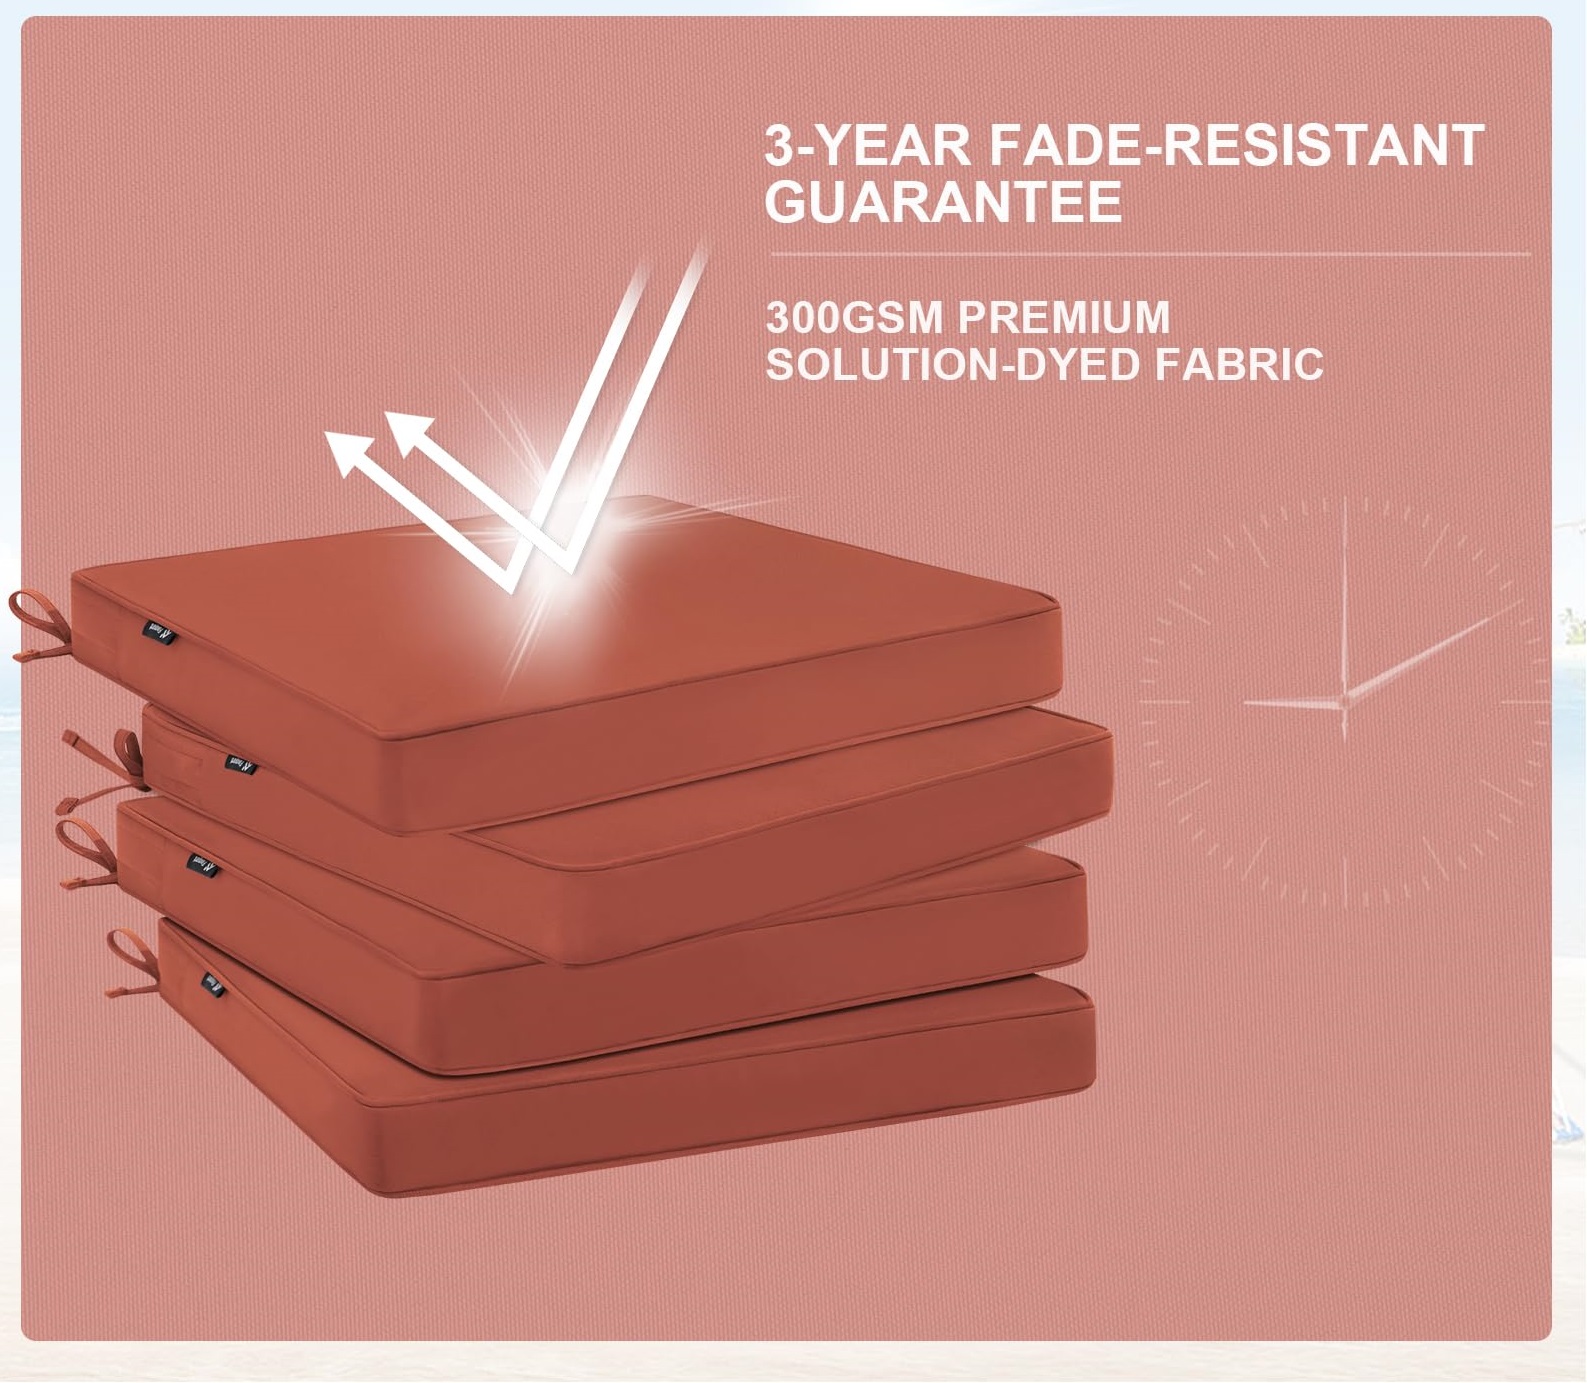 3-YEAR FADE-RESISTANT
GUARANTEE
300GSM PREMIUM
SOLUTION-DYED FABRIC